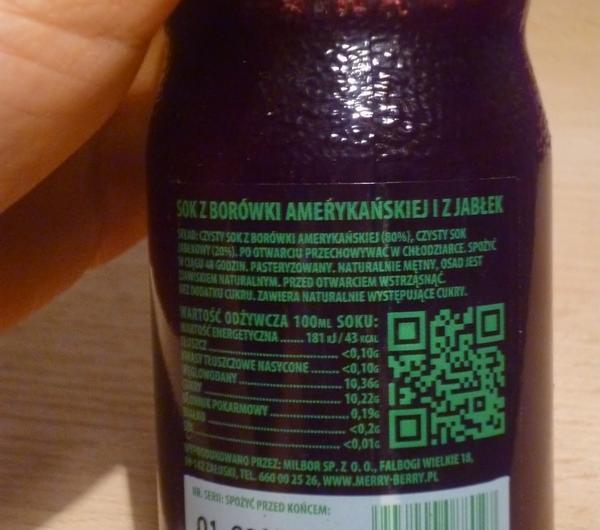 SOK Z BORÓWKI AMERYKAŃSKIEJ I Z JABŁEK
SKŁAD: CZYSTY SOK Z BORÓWKI AMERYKAŃSKIEJ (80%), CZYSTY SOK
JABŁKOWY (20%). PO OTWARCIU PRZECHOWYWAĆ W CHŁODZIARCE. SPOŻYĆ
W CIĄGU 48 GODZIN. PASTERYZOWANY. NATURALNIE MĘTNY, OSAD JEST
ZJAWISKIEM NATURALNYM. PRZED OTWARCIEM WSTRZĄSNĄĆ.
BEZ DODATKU CUKRU. ZAWIERA NATURALNIE WYSTĘPUJĄCE CUKRY.
WARTOŚĆ ODŻYWCZA 100ML SOKU:
WARTOŚĆ ENERGETYCZNA ...... 181 KJ / 43 KCAL
TŁUSZCZ <0,10G
KWASY TŁUSZCZOWE NASYCONE <0,10G
WĘGLOWODANY 10,36G
CUKRY 10,22G
BŁONNIK POKARMOWY 0,19G
BIAŁKO <0,2G
SÓL <0,01G
WYPRODUKOWANO PRZEZ: MILBOR SP. Z O. O., FALBOGI WIELKIE 18,
09-142 ZAŁUSKI, TEL. 660 00 25 26, WWW.MERRY-BERRY.PL
NR. SERII: SPOŻYĆ PRZED KOŃCEM: